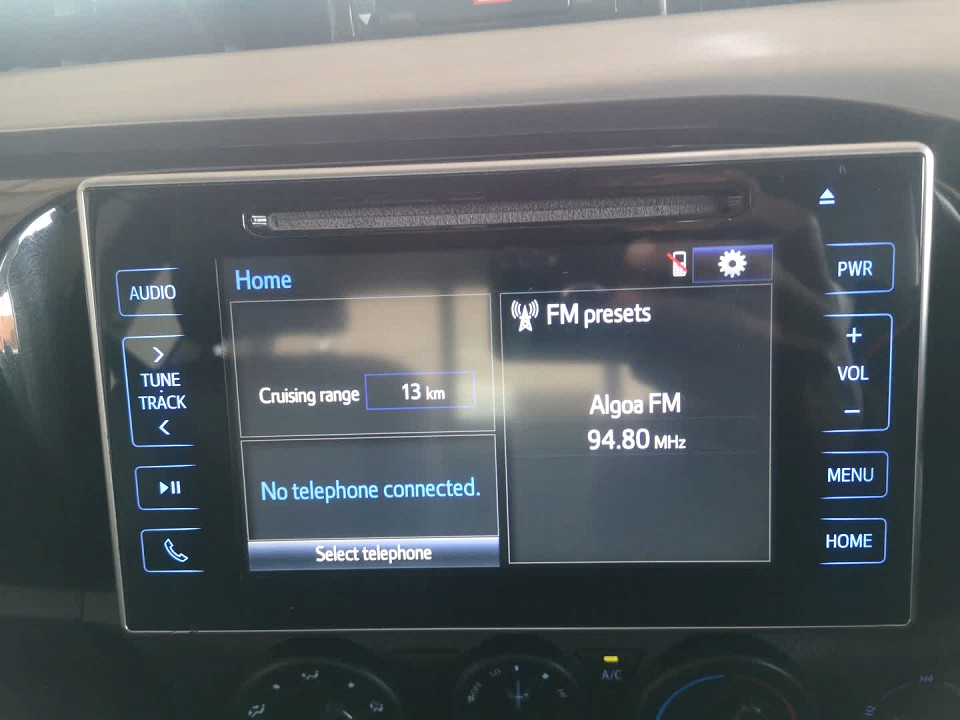 Home
AUDIO
PWR
FM presets
+
VOL
-
>
TUNE
TRACK
<
Cruising range 13 km
Algoa FM
94.80 MHz
No telephone connected.
MENU
Select telephone
HOME
A/C
H4